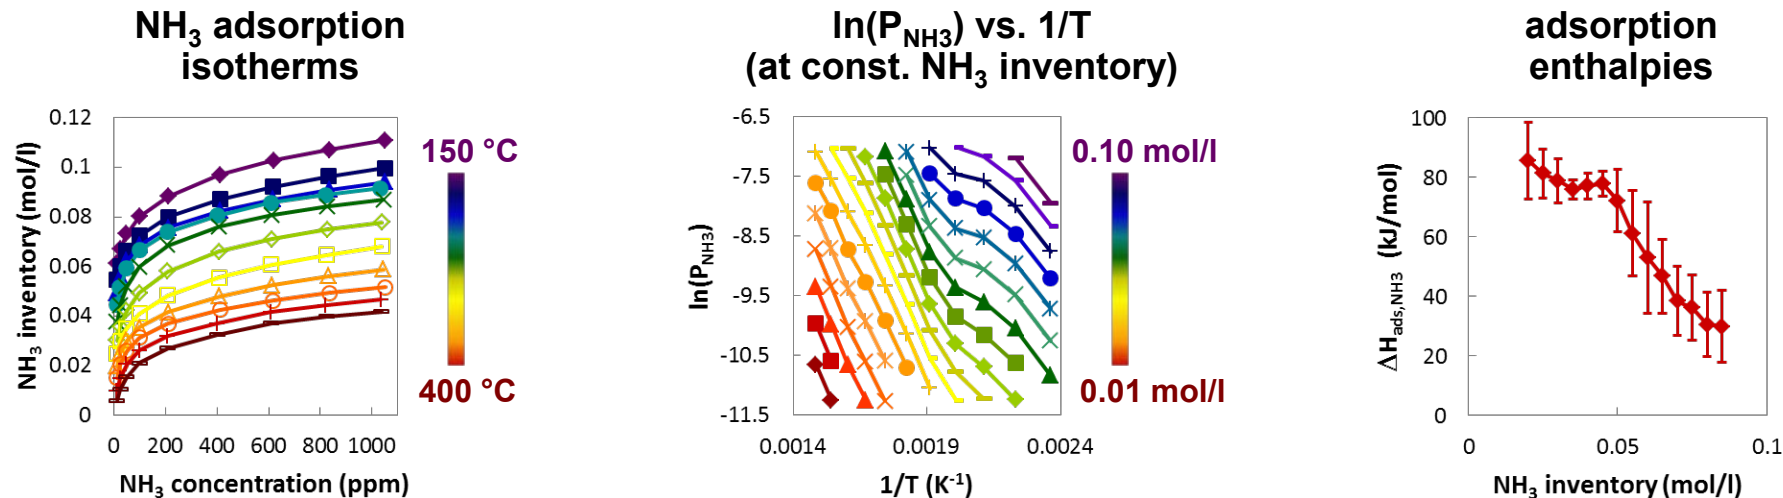 NH₃ adsorption
isotherms
NH₃ inventory (mol/l)
0.12
0.1
0.08
0.06
0.04
0.02
0
0 200 400 600 800 1000
NH₃ concentration (ppm)
150 °C
400 °C
ln(P_NH3) vs. 1/T
(at const. NH₃ inventory)
ln(P_NH3)
-6.5
-7.5
-8.5
-9.5
-10.5
-11.5
0.0014 0.0019 0.0024
1/T (K⁻¹)
0.10 mol/l
0.01 mol/l
adsorption
enthalpies
ΔH_ads,NH3 (kJ/mol)
100
80
60
40
20
0
0 0.05 0.1
NH₃ inventory (mol/l)